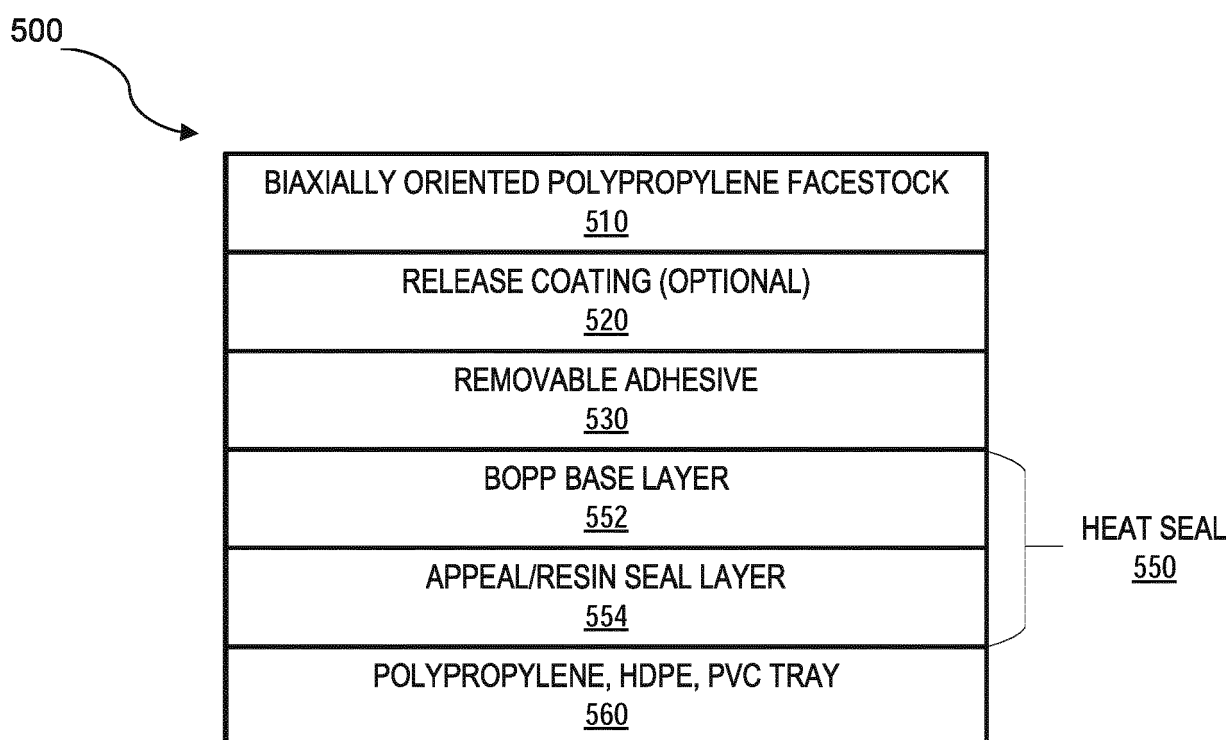 500
BIAXIALLY ORIENTED POLYPROPYLENE FACESTOCK
510
RELEASE COATING (OPTIONAL)
520
REMOVABLE ADHESIVE
530
BOPP BASE LAYER
552
HEAT SEAL
550
APPEAL/RESIN SEAL LAYER
554
POLYPROPYLENE, HDPE, PVC TRAY
560